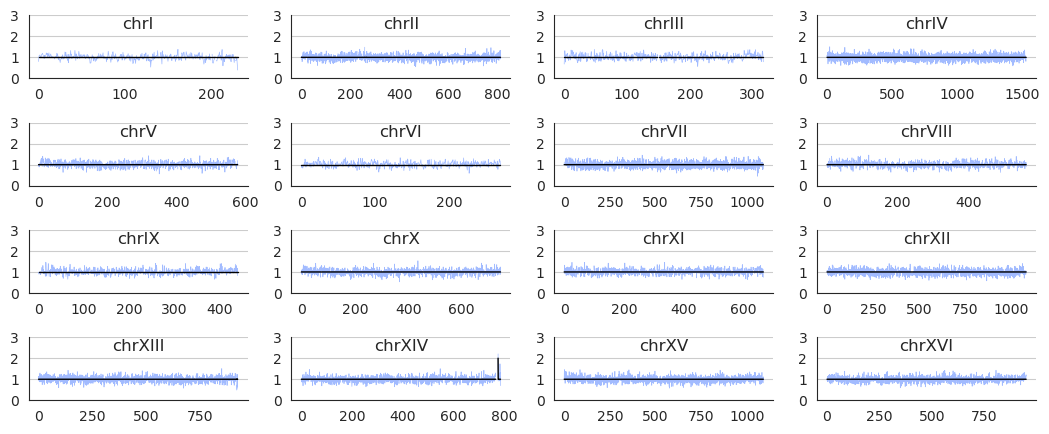 3 chrI 3 chrII 3 chrIII 3 chrIV
2 2 2 2
1 1 1 1
0 0 0 0
0 100 200 0 200 400 600 800 0 100 200 300 0 500 1000 1500
3 chrV 3 chrVI 3 chrVII 3 chrVIII
2 2 2 2
1 1 1 1
0 0 0 0
0 200 400 600 0 100 200 0 250 500 750 1000 0 200 400
3 chrIX 3 chrX 3 chrXI 3 chrXII
2 2 2 2
1 1 1 1
0 0 0 0
0 100 200 300 400 0 200 400 600 0 200 400 600 0 250 500 750 1000
3 chrXIII 3 chrXIV 3 chrXV 3 chrXVI
2 2 2 2
1 1 1 1
0 0 0 0
0 250 500 750 0 200 400 600 800 0 250 500 750 1000 0 250 500 750